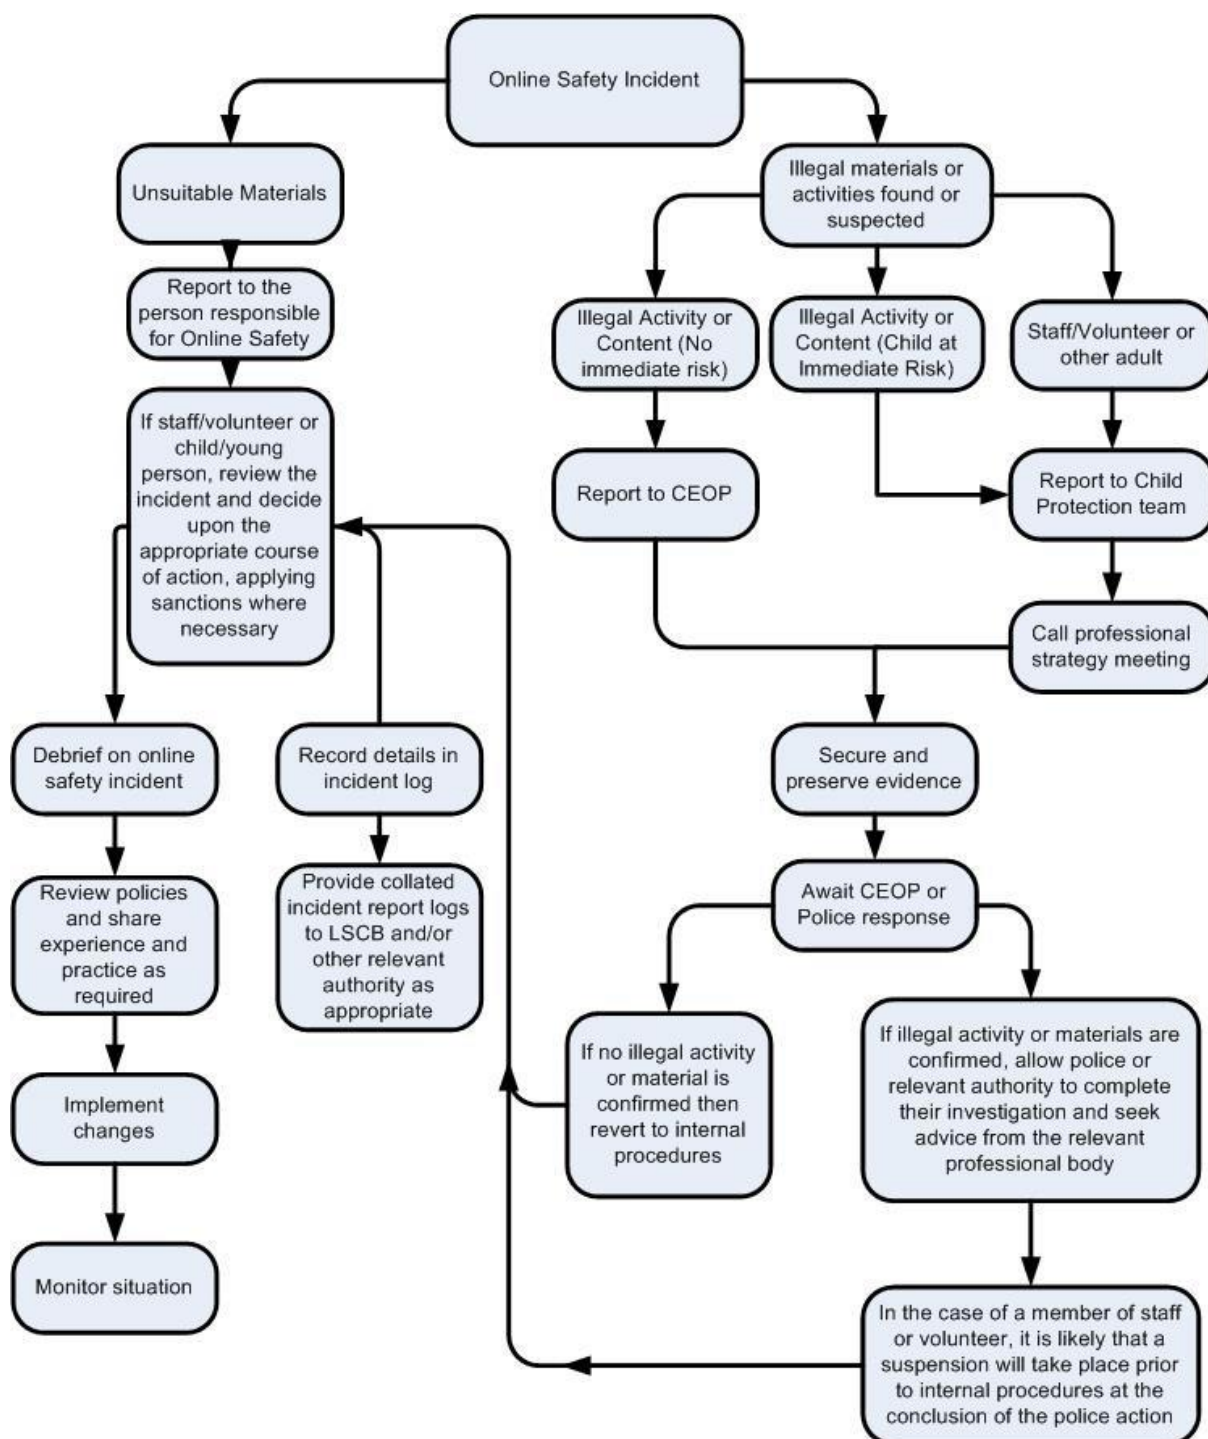 Online Safety Incident
Unsuitable Materials
Illegal materials or
activities found or
suspected
Report to the
person responsible
for Online Safety
Illegal Activity or
Content (No
immediate risk)
Illegal Activity or
Content (Child at
Immediate Risk)
Staff/Volunteer or
other adult
If staff/volunteer or
child/young
person, review the
incident and decide
upon the
appropriate course
of action, applying
sanctions where
necessary
Report to CEOP
Report to Child
Protection team
Call professional
strategy meeting
Debrief on online
safety incident
Record details in
incident log
Secure and
preserve evidence
Review policies
and share
experience and
practice as
required
Provide collated
incident report logs
to LSCB and/or
other relevant
authority as
appropriate
Await CEOP or
Police response
If no illegal activity
or material is
confirmed then
revert to internal
procedures
If illegal activity or materials are
confirmed, allow police or
relevant authority to complete
their investigation and seek
advice from the relevant
professional body
Implement
changes
Monitor situation
In the case of a member of staff
or volunteer, it is likely that a
suspension will take place prior
to internal procedures at the
conclusion of the police action